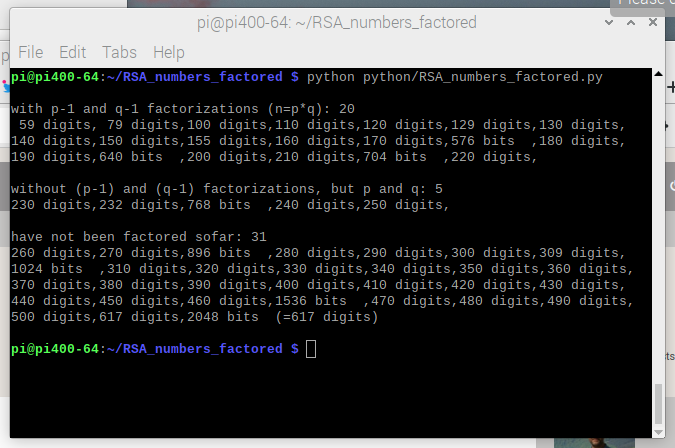 Please d
pi@pi400-64: ~/RSA_numbers_factored
File Edit Tabs Help
pi@pi400-64:~/RSA_numbers_factored $ python python/RSA_numbers_factored.py
with p-1 and q-1 factorizations (n=p*q): 20
 59 digits, 79 digits,100 digits,110 digits,120 digits,129 digits,130 digits,
140 digits,150 digits,155 digits,160 digits,170 digits,576 bits  ,180 digits,
190 digits,640 bits  ,200 digits,210 digits,704 bits  ,220 digits,
without (p-1) and (q-1) factorizations, but p and q: 5
230 digits,232 digits,768 bits  ,240 digits,250 digits,
have not been factored sofar: 31
260 digits,270 digits,896 bits  ,280 digits,290 digits,300 digits,309 digits,
1024 bits  ,310 digits,320 digits,330 digits,340 digits,350 digits,360 digits,
370 digits,380 digits,390 digits,400 digits,410 digits,420 digits,430 digits,
440 digits,450 digits,460 digits,1536 bits  ,470 digits,480 digits,490 digits,
500 digits,617 digits,2048 bits  (=617 digits)
pi@pi400-64:~/RSA_numbers_factored $
ts